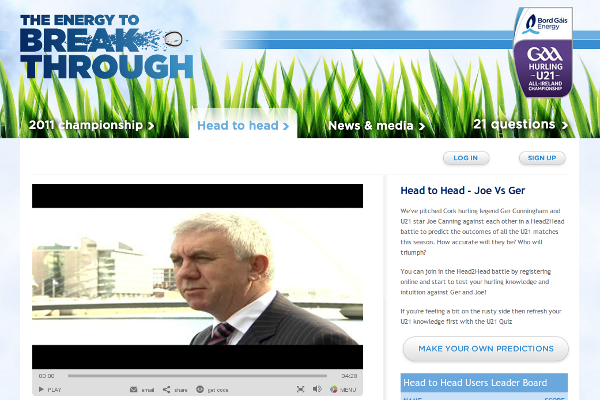 THE ENERGY TO
BREAK
THROUGH
Bord Gáis
Energy
GAA
HURLING
-U21-
ALL-IRELAND
CHAMPIONSHIP
2011 championship >
Head to head >
News & media >
21 questions >
LOG IN
SIGN UP
Head to Head - Joe Vs Ger
We've pitched Cork hurling legend Ger Cunningham and
U21 star Joe Canning against each other in a Head2Head
battle to predict the outcomes of all the U21 matches
this season. How accurate will they be? Who will
triumph?
You can join in the Head2Head battle by registering
online and start to test your hurling knowledge and
intuition against Ger and Joe!
If you're feeling a bit on the rusty side then refresh your
U21 knowledge first with the U21 Quiz
MAKE YOUR OWN PREDICTIONS
Head to Head Users Leader Board
NAME SCORE
00:00 04:28
PLAY email share get code MENU